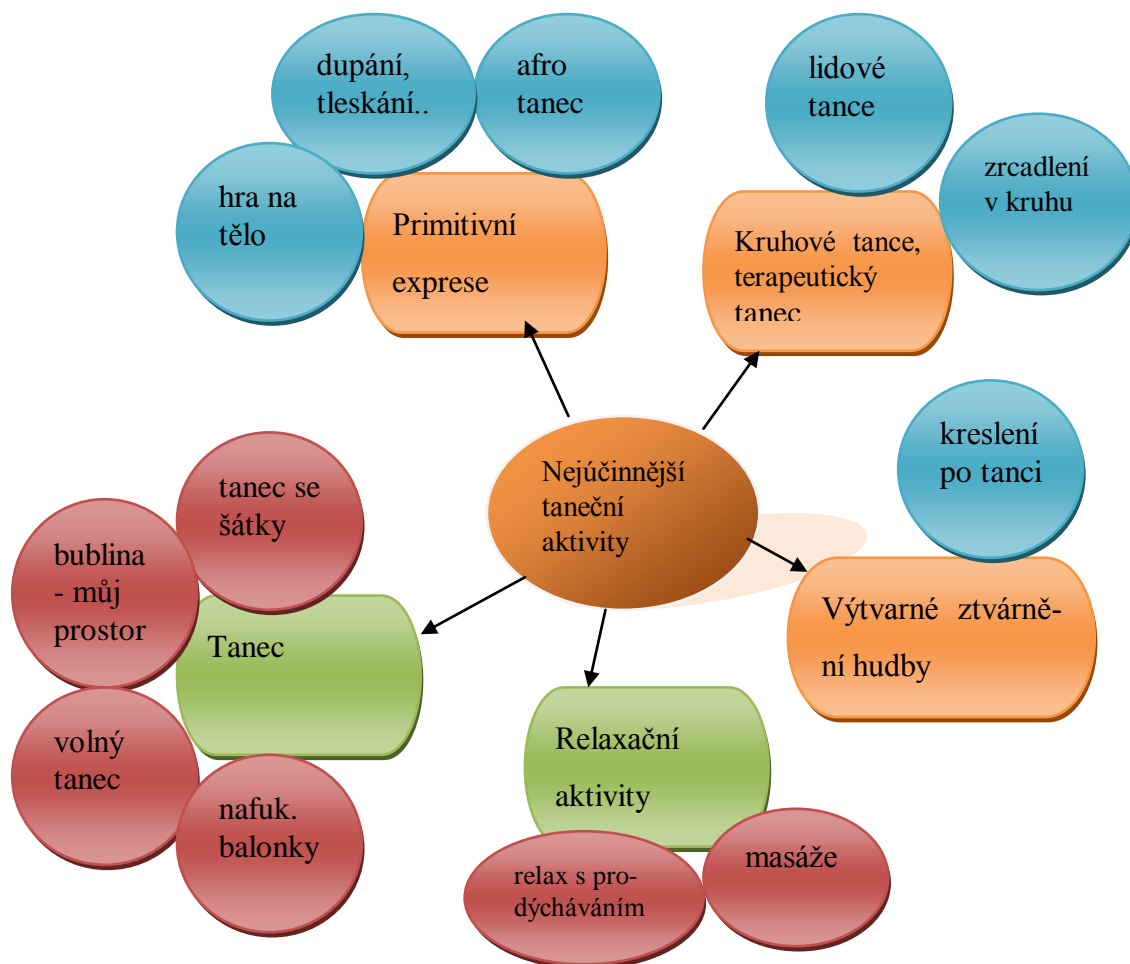 dupání,
tleskání..
afro
tanec
lidové
tance
hra na
tělo
zrcadlení
v kruhu
Primitivní
exprese
Kruhové tance,
terapeutický
tanec
Nejúčinnější
taneční
aktivity
kreslení
po tanci
tanec se
šátky
bublina
- můj
prostor
Tanec
Výtvarné ztvárně-
ní hudby
volný
tanec
nafuk.
balonky
Relaxační
aktivity
relax s pro-
dýcháváním
masáže